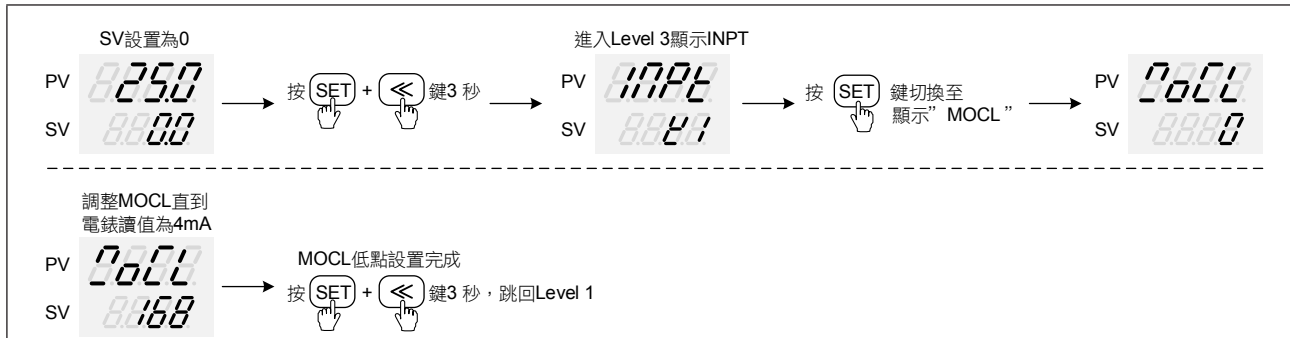 SV設置為0
PV 25.0
SV 0.0
按 SET + ≪ 鍵3 秒
進入Level 3顯示INPT
PV INPt
SV K1
按 SET 鍵切換至
顯示”MOCL”
PV MoCL
SV 0
調整MOCL直到
電錶讀值為4mA
PV MoCL
SV 168
MOCL低點設置完成
按 SET + ≪ 鍵3 秒，跳回Level 1